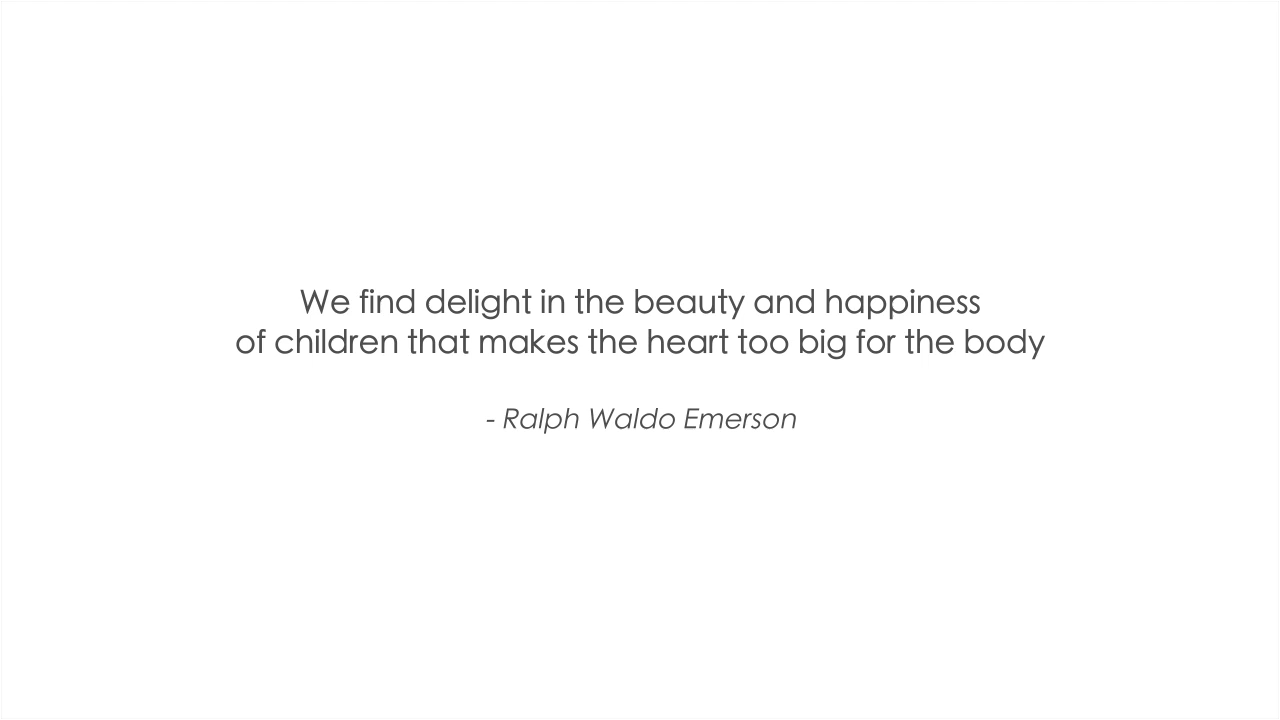 We find delight in the beauty and happiness
of children that makes the heart too big for the body
- Ralph Waldo Emerson